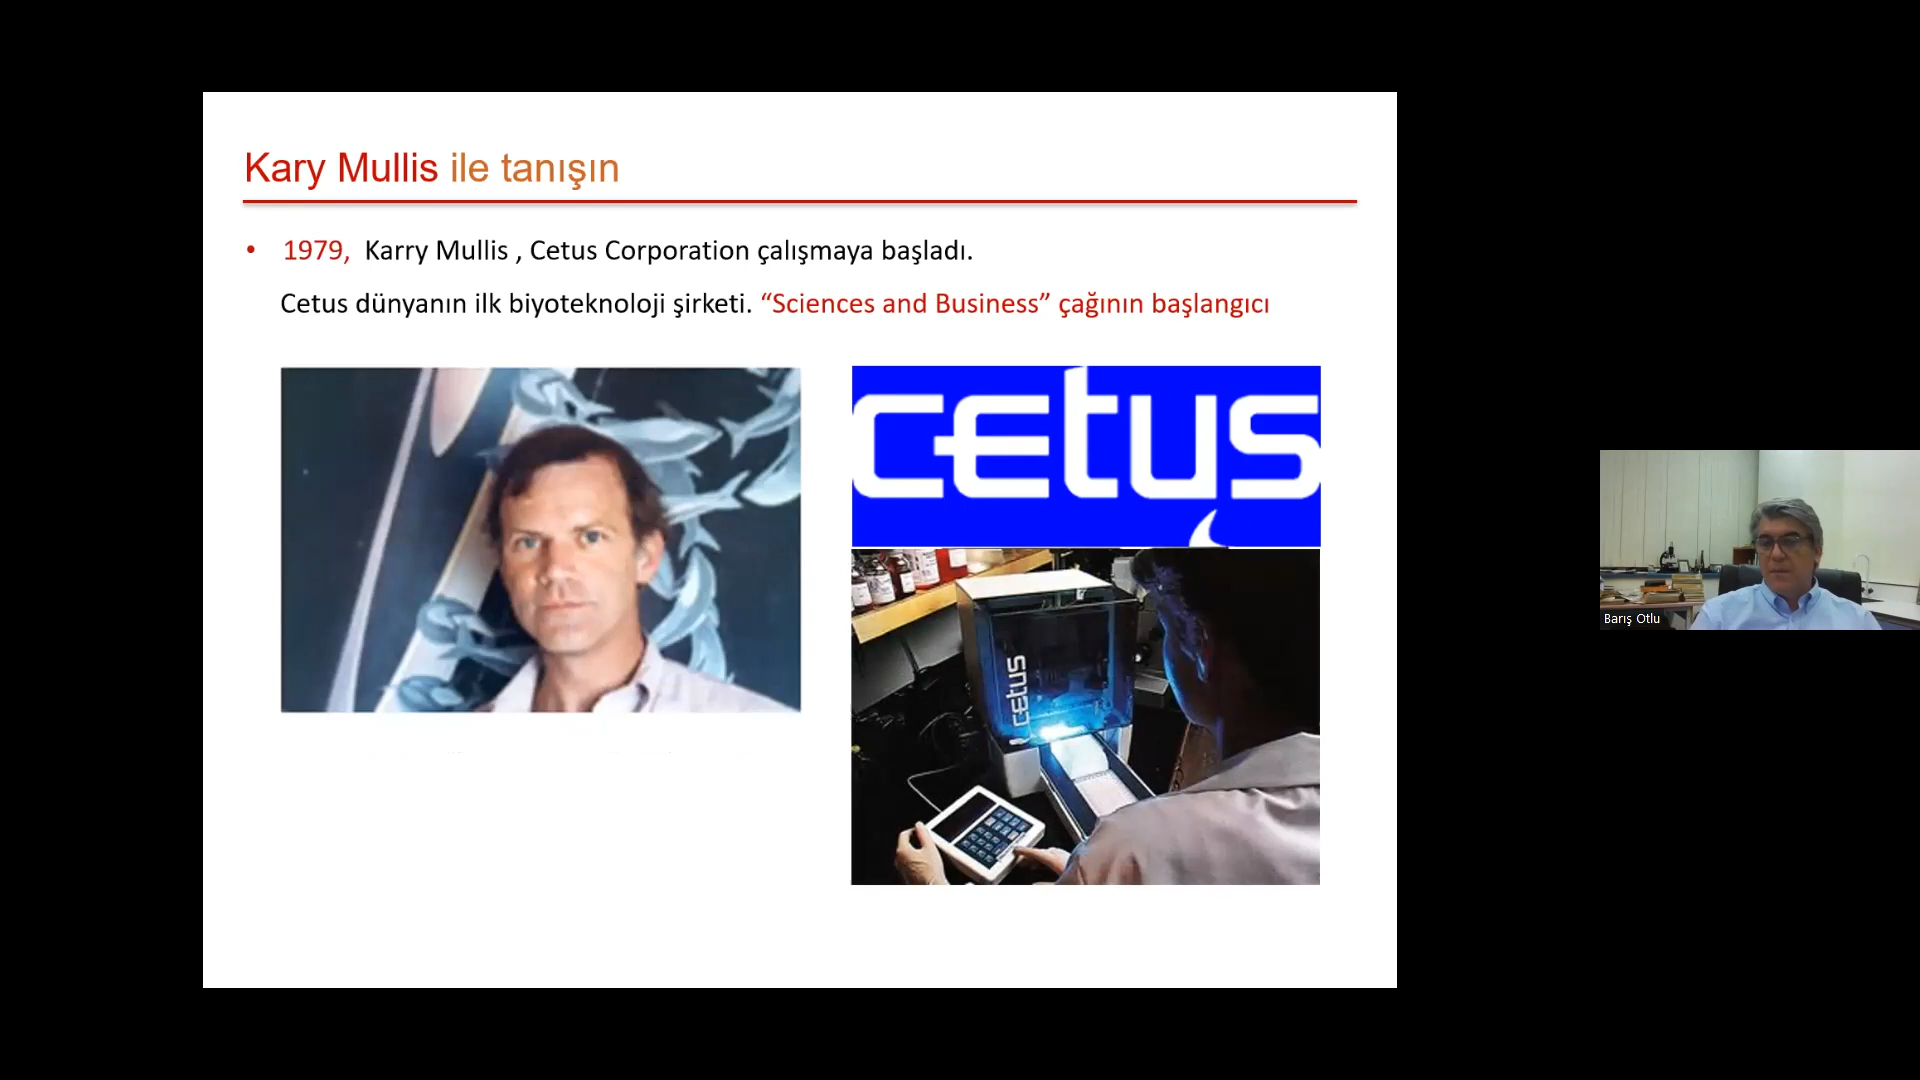 Kary Mullis ile tanışın
• 1979, Karry Mullis , Cetus Corporation çalışmaya başladı.
Cetus dünyanın ilk biyoteknoloji şirketi. “Sciences and Business” çağının başlangıcı
cetus
cetus
Barış Otlu